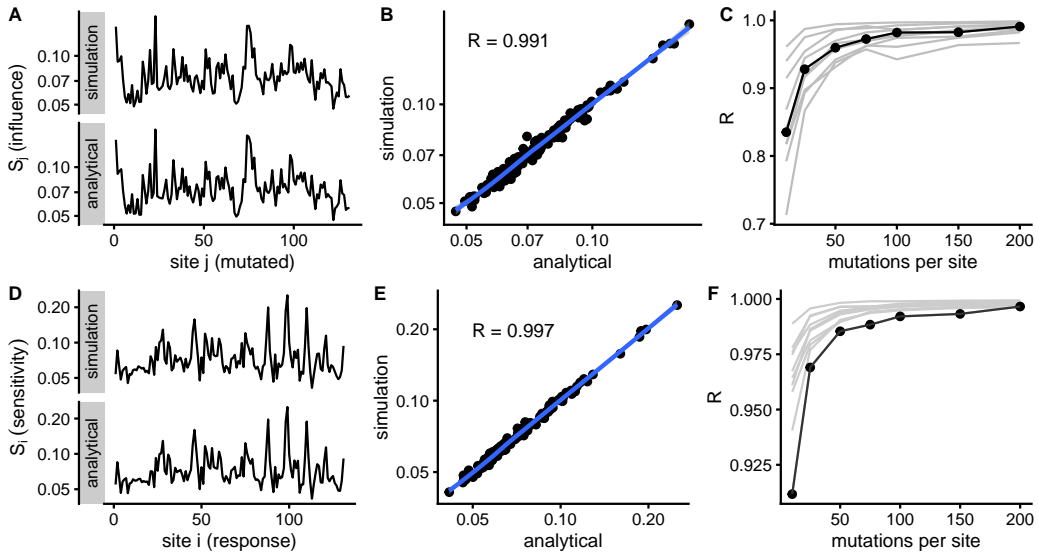 A
S_j (influence)
simulation
0.10
0.07
0.05
analytical
0.10
0.07
0.05
0
50
100
site j (mutated)
B
R = 0.991
simulation
0.10
0.07
0.05
0.05
0.07
0.10
analytical
C
R
1.0
0.9
0.8
0.7
50
100
150
200
mutations per site
D
S_i (sensitivity)
simulation
0.20
0.10
0.05
analytical
0.20
0.10
0.05
0
50
100
site i (response)
E
R = 0.997
simulation
0.20
0.10
0.05
0.05
0.10
0.20
analytical
F
R
1.000
0.975
0.950
0.925
50
100
150
200
mutations per site